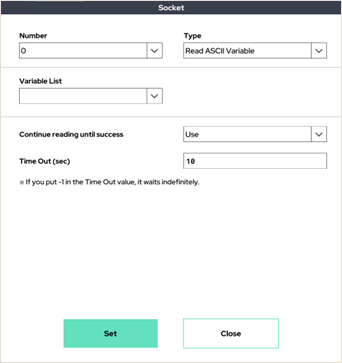 Socket
Number Type
0 Read ASCII Variable
Variable List
Continue reading until success Use
Time Out (sec) 10
※ If you put -1 in the Time Out value, it waits indefinitely.
Set Close